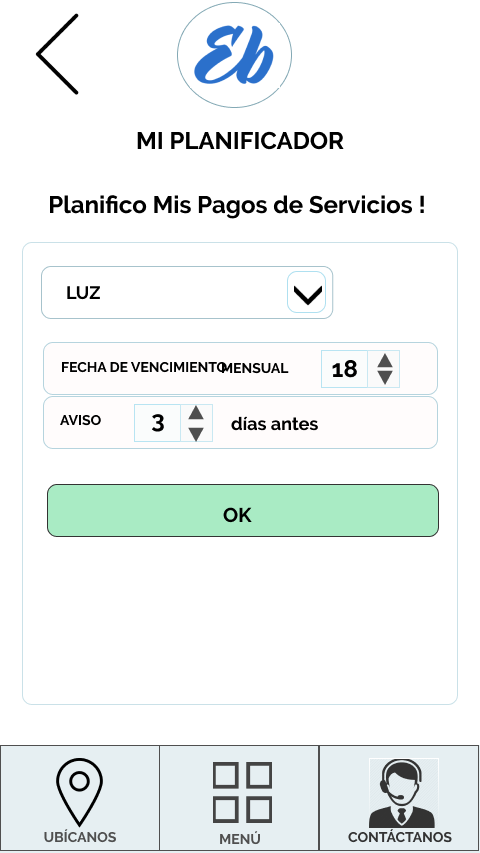 Eb
MI PLANIFICADOR
Planifico Mis Pagos de Servicios !
LUZ
FECHA DE VENCIMIENTO MENSUAL 18
AVISO 3 días antes
OK
UBÍCANOS MENÚ CONTÁCTANOS